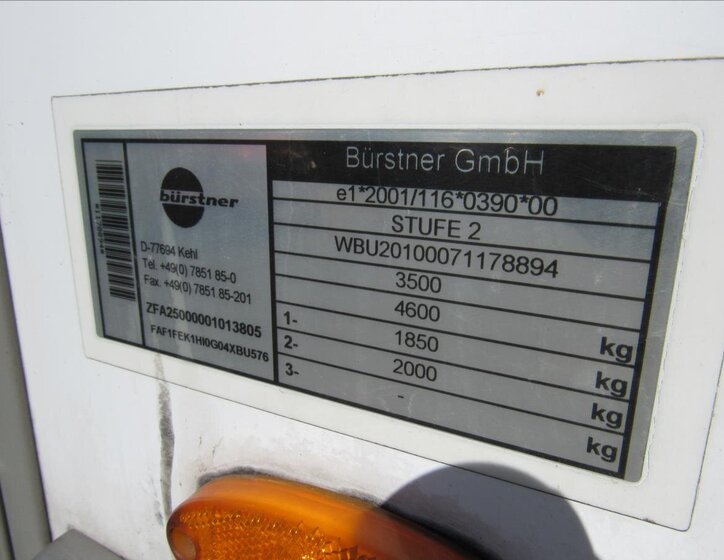 Bürstner GmbH
bürstner
D-77694 Kehl
Tel. +49(0) 7851 85-0
Fax. +49(0) 7851 85-201
ZFA25000001013805
FAF1FEK1HI0G04XBU576
e1*2001/116*0390*00
STUFE 2
WBU20100071178894
3500 kg
4600 kg
1- 1850 kg
2- 2000 kg
3- -